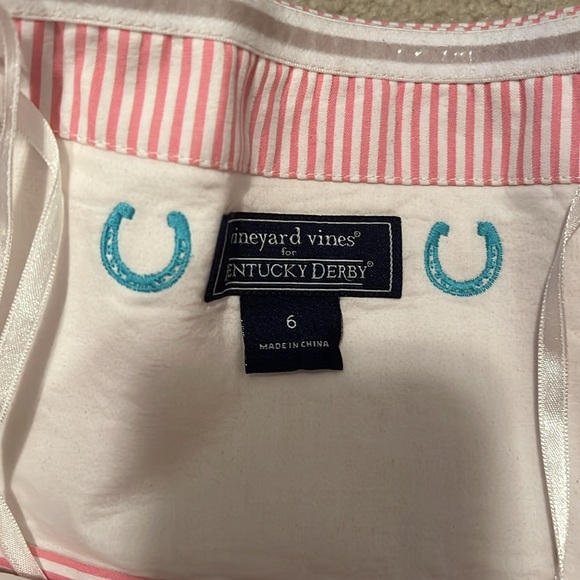 ineyard vines®
for
ENTUCKY DERBY®
6
MADE IN CHINA